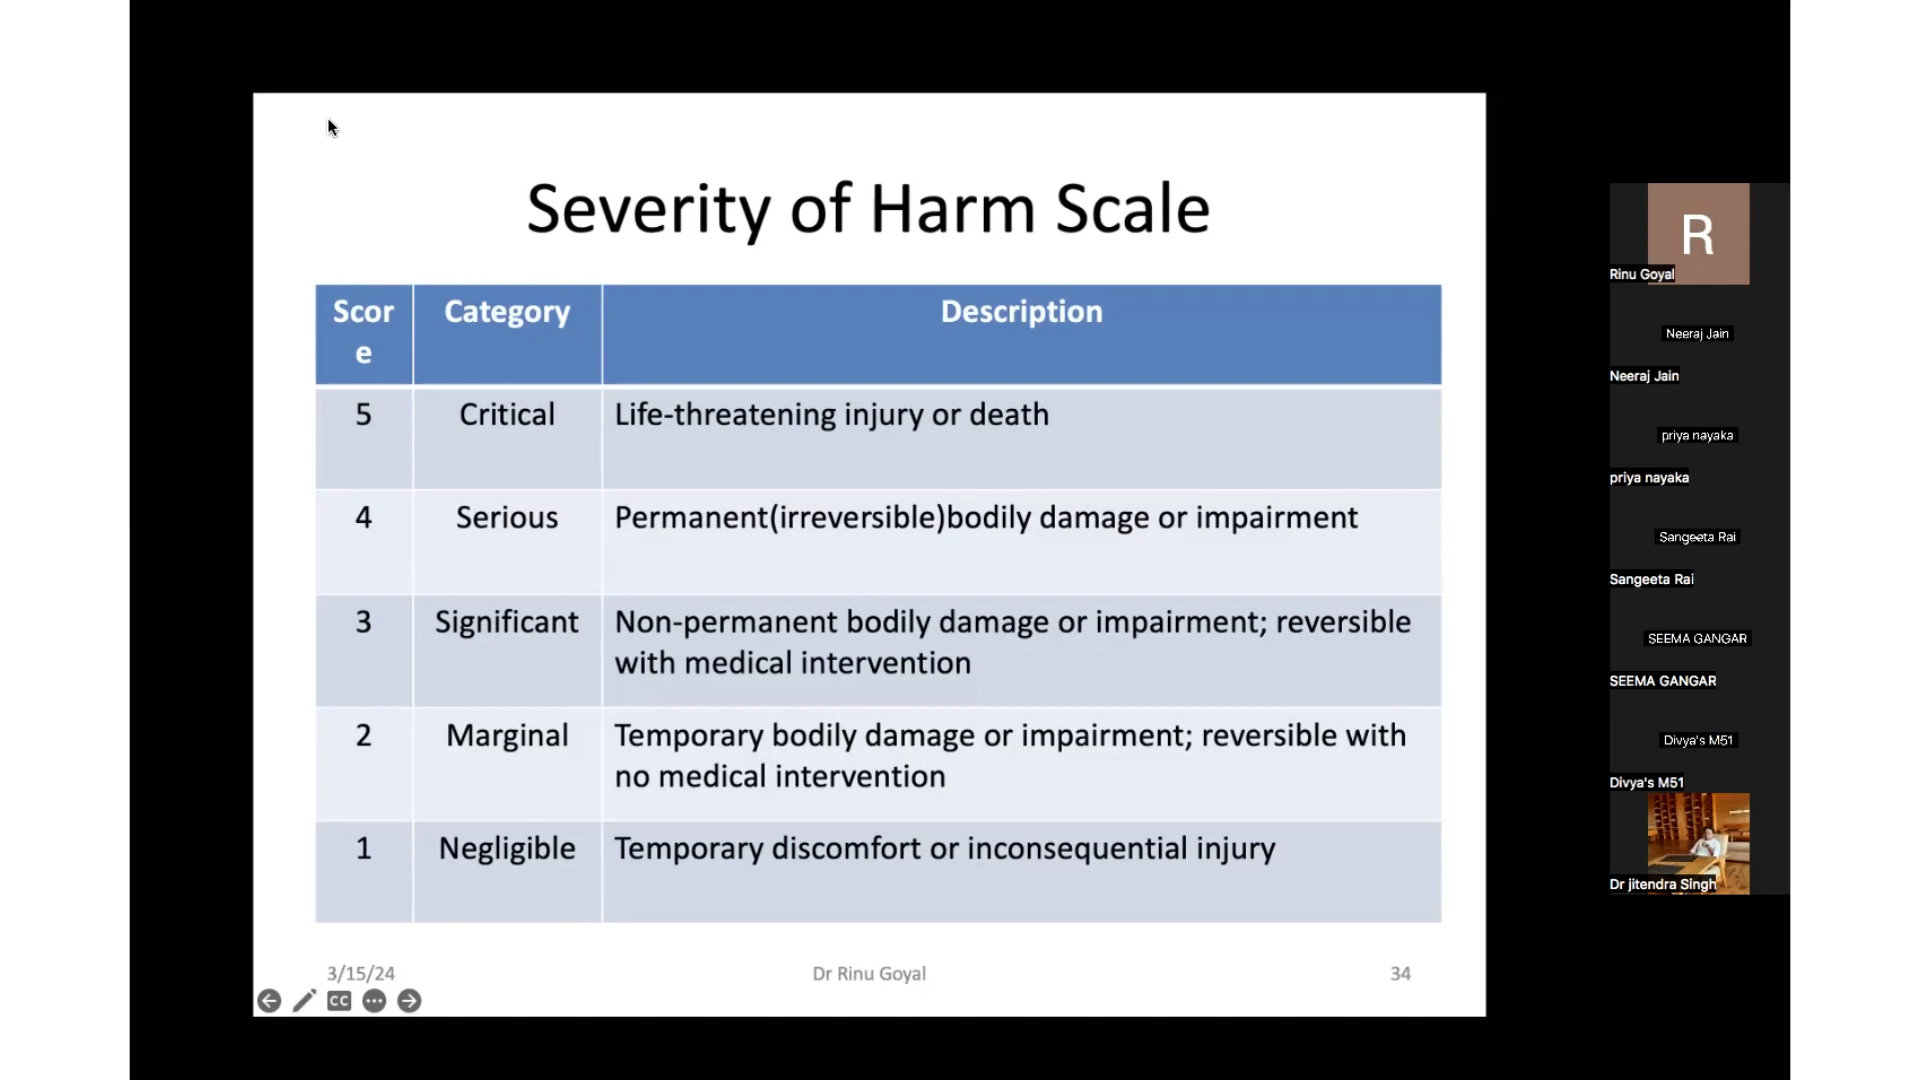 Severity of Harm Scale
Scor
e
Category
Description
5
Critical
Life-threatening injury or death
4
Serious
Permanent(irreversible)bodily damage or impairment
3
Significant
Non-permanent bodily damage or impairment; reversible
with medical intervention
2
Marginal
Temporary bodily damage or impairment; reversible with
no medical intervention
1
Negligible
Temporary discomfort or inconsequential injury
3/15/24
Dr Rinu Goyal
34
CC
R
Rinu Goyal
Neeraj Jain
Neeraj Jain
priya nayaka
priya nayaka
Sangeeta Rai
Sangeeta Rai
SEEMA GANGAR
SEEMA GANGAR
Divya's M51
Divya's M51
Dr jitendra Singh